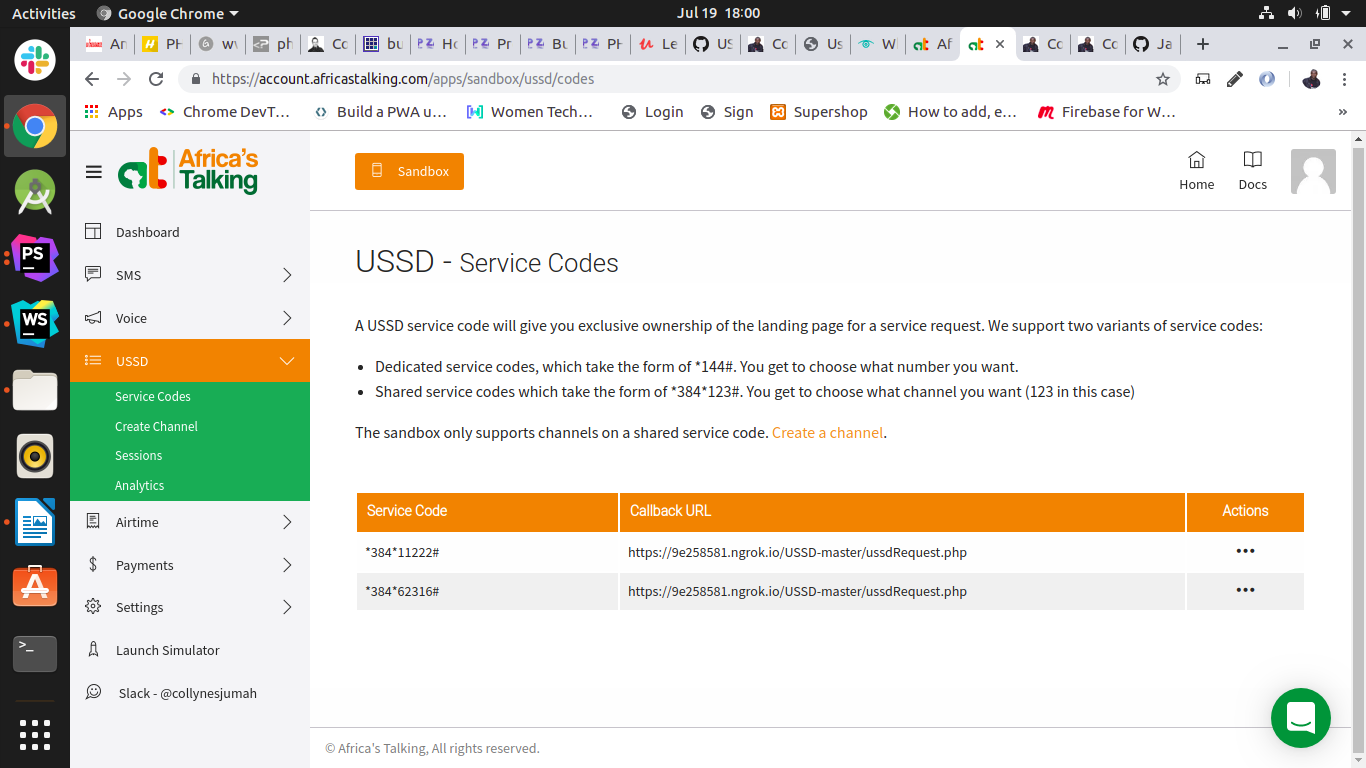 Activities
Google Chrome
Jul 19 18:00
Ar
PH
w
ph
Co
bu
Ho
Pr
Bu
PH
Le
US
Co
Us
W
Af
Co
Co
Ja
https://account.africastalking.com/apps/sandbox/ussd/codes
Apps
Chrome DevT…
Build a PWA u…
Women Tech…
Login
Sign
Supershop
How to add, e…
Firebase for W…
at Africa's Talking
Sandbox
Home
Docs
Dashboard
SMS
Voice
USSD
Service Codes
Create Channel
Sessions
Analytics
Airtime
Payments
Settings
Launch Simulator
Slack - @collynesjumah
PS
WS
>_
USSD - Service Codes
A USSD service code will give you exclusive ownership of the landing page for a service request. We support two variants of service codes:
• Dedicated service codes, which take the form of *144#. You get to choose what number you want.
• Shared service codes which take the form of *384*123#. You get to choose what channel you want (123 in this case)
The sandbox only supports channels on a shared service code. Create a channel.
Service Code Callback URL Actions
*384*11222# https://9e258581.ngrok.io/USSD-master/ussdRequest.php •••
*384*62316# https://9e258581.ngrok.io/USSD-master/ussdRequest.php •••
© Africa's Talking, All rights reserved.